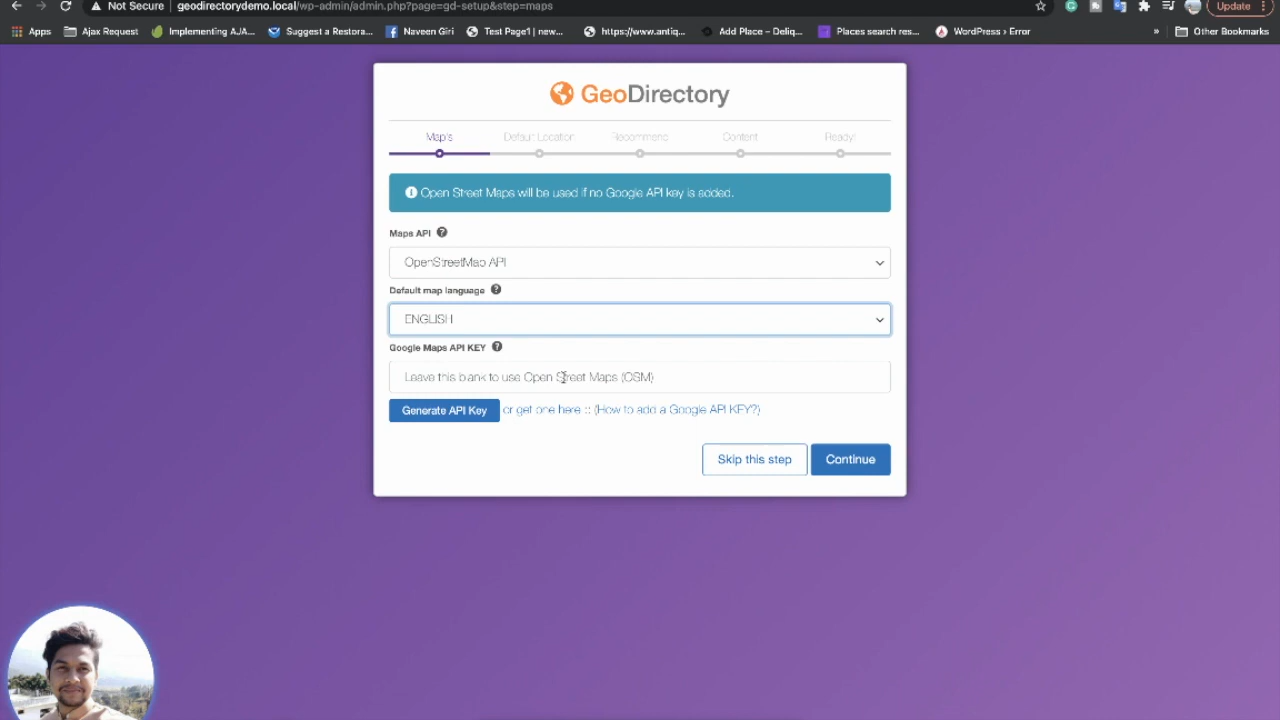 Not Secure geodirectorydemo.local/wp-admin/admin.php?page=gd-setup&step=maps Update
Apps Ajax Request Implementing AJA... Suggest a Restora... Naveen Giri Test Page1 | new... https://www.antiq... Add Place – Deliq... Places search res... WordPress › Error » Other Bookmarks
GeoDirectory
Map's Default Location Recommend Content Ready!
Open Street Maps will be used if no Google API key is added.
Maps API
OpenStreetMap API
Default map language
ENGLISH
Google Maps API KEY
Leave this blank to use Open Street Maps (OSM)
Generate API Key or get one here :: (How to add a Google API KEY?)
Skip this step Continue